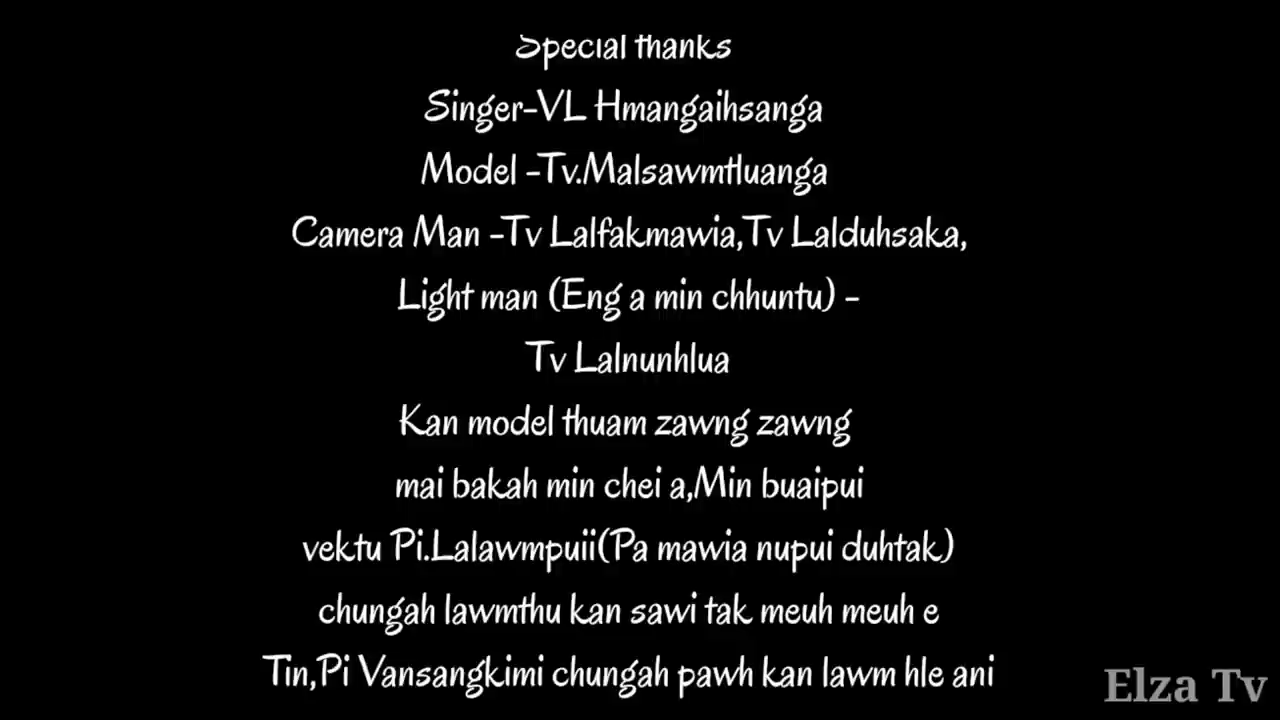 Special thanks
Singer-VL Hmangaihsanga
Model -Tv.Malsawmtluanga
Camera Man -Tv Lalfakmawia,Tv Lalduhsaka,
Light man (Eng a min chhuntu) -
Tv Lalnunhlua
Kan model thuam zawng zawng
mai bakah min chei a,Min buaipui
vektu Pi.Lalawmpuii(Pa mawia nupui duhtak)
chungah lawmthu kan sawi tak meuh meuh e
Tin,Pi Vansangkimi chungah pawh kan lawm hle ani
Elza Tv